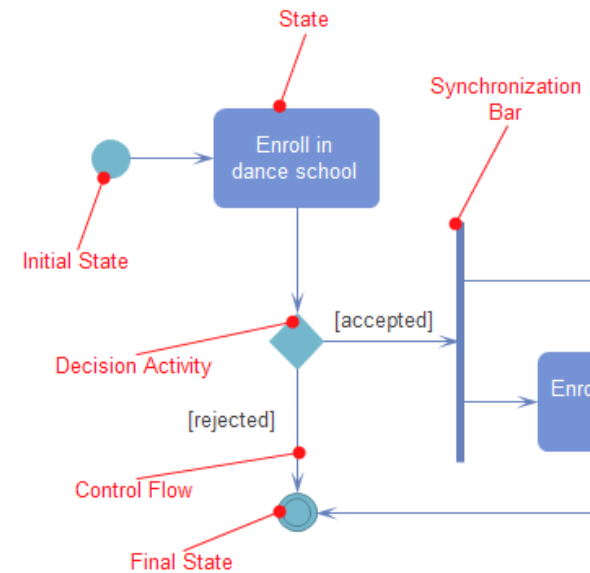 State
Synchronization
Bar
Enroll in
dance school
Initial State
[accepted]
Decision Activity
[rejected]
Control Flow
Final State